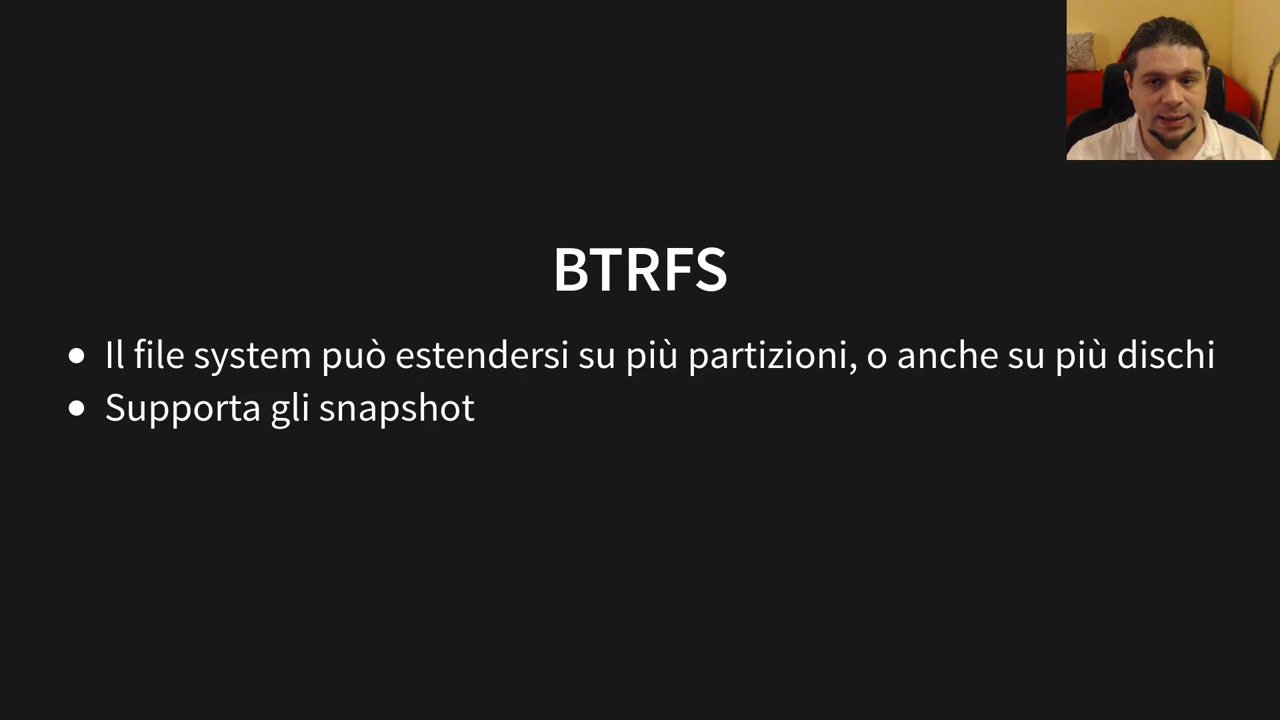 BTRFS
Il file system può estendersi su più partizioni, o anche su più dischi
Supporta gli snapshot